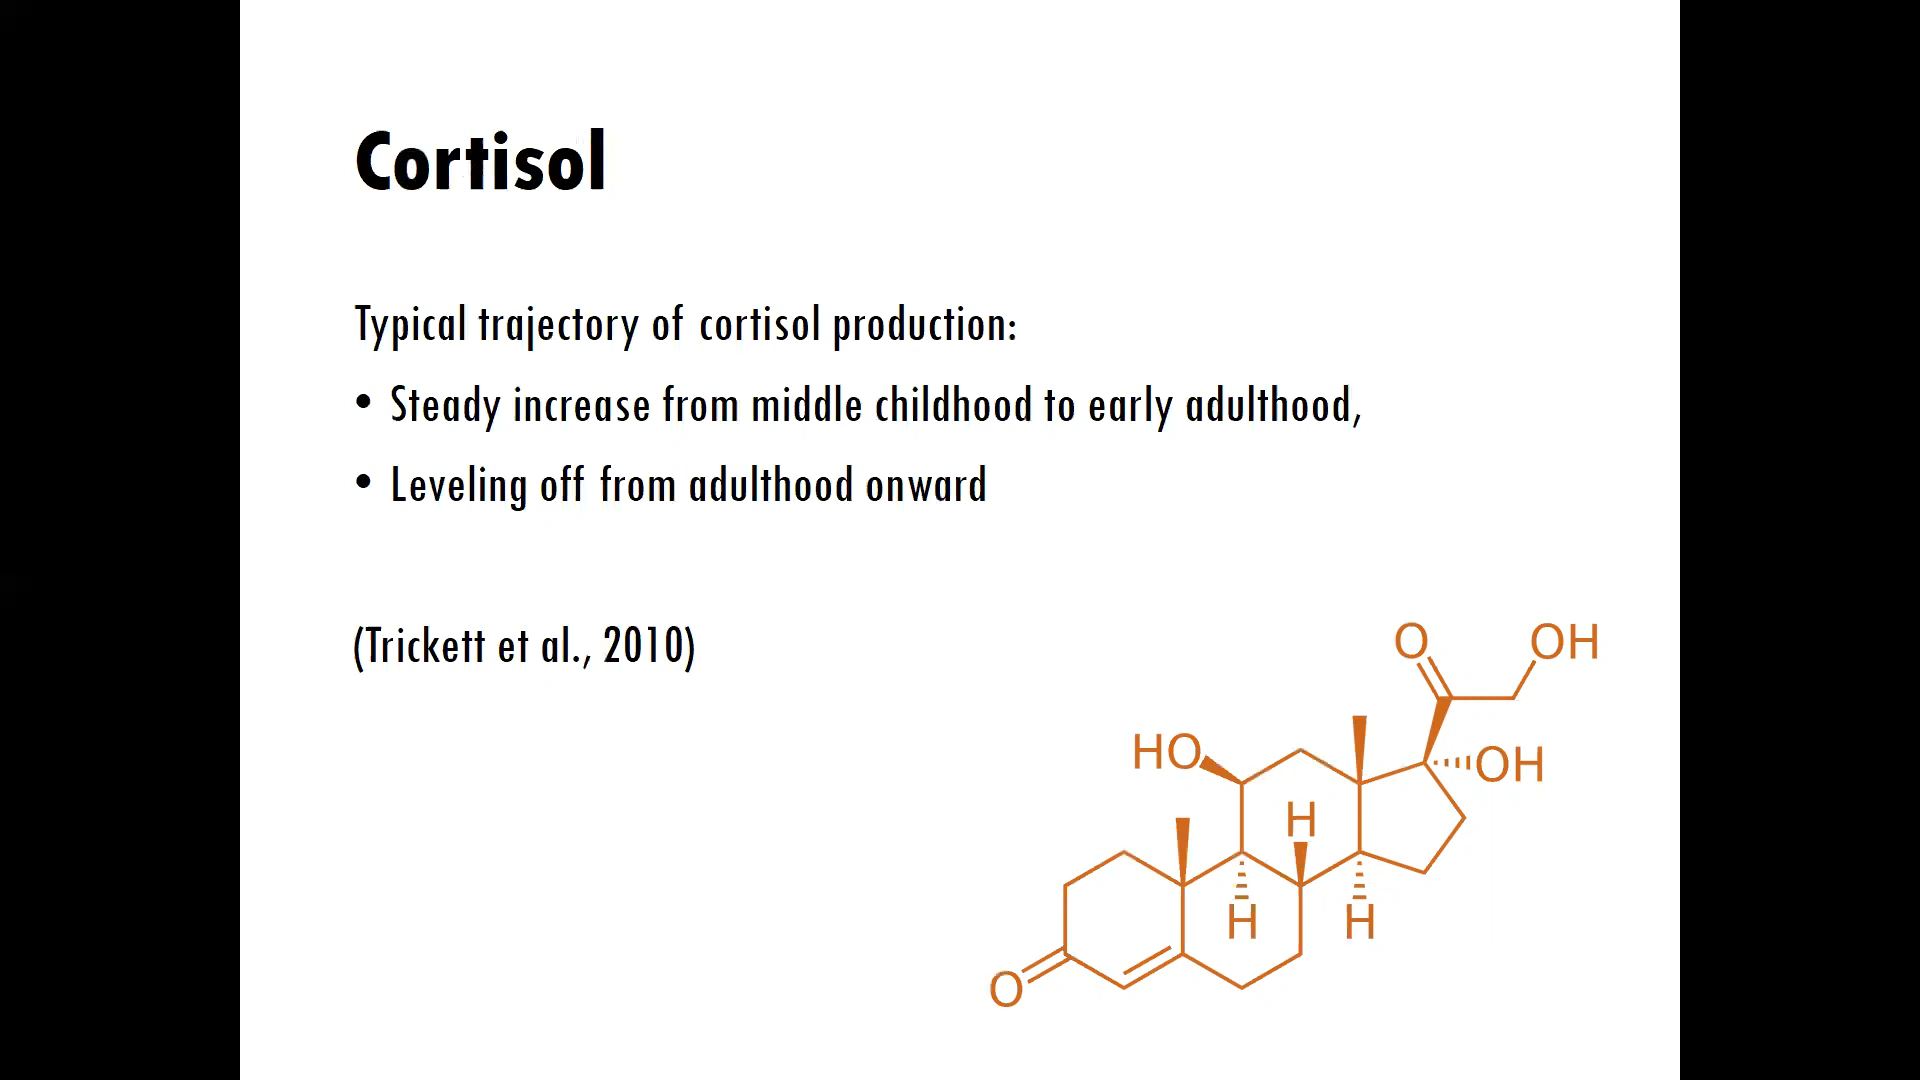 Cortisol
Typical trajectory of cortisol production:
• Steady increase from middle childhood to early adulthood,
• Leveling off from adulthood onward
(Trickett et al., 2010)
O
OH
HO
OH
H
H
H
O